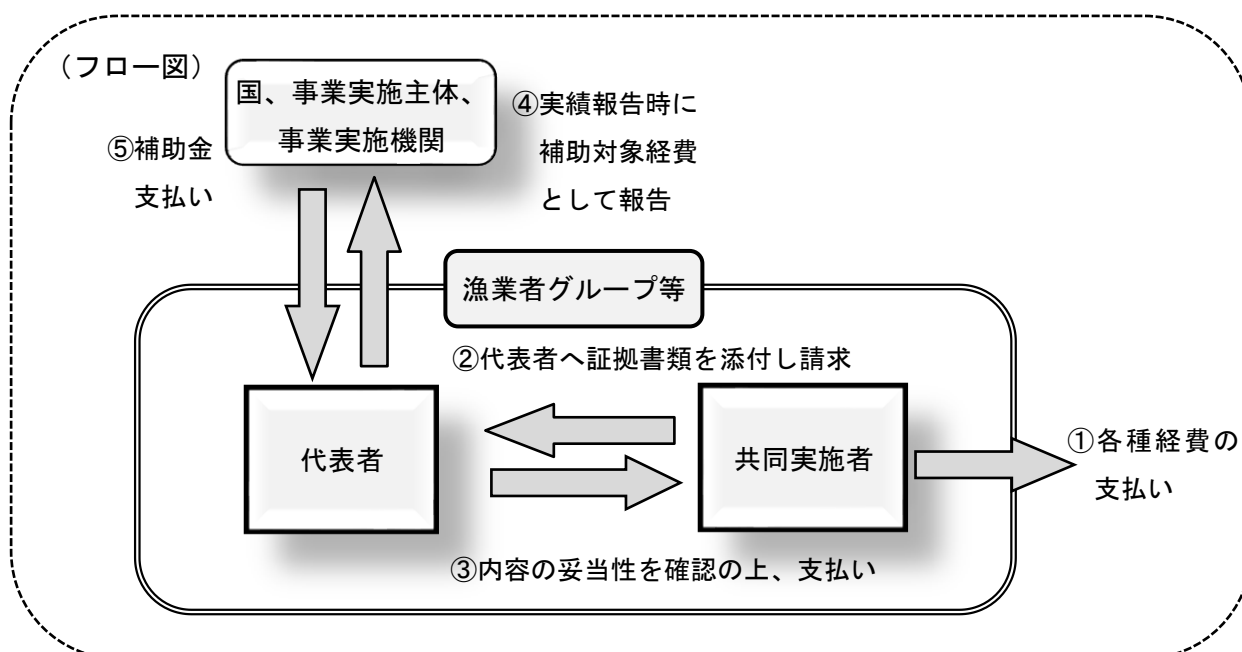 （フロー図）
国、事業実施主体、
事業実施機関
④実績報告時に
補助対象経費
として報告
⑤補助金
支払い
漁業者グループ等
②代表者へ証拠書類を添付し請求
代表者
共同実施者
①各種経費の
支払い
③内容の妥当性を確認の上、支払い